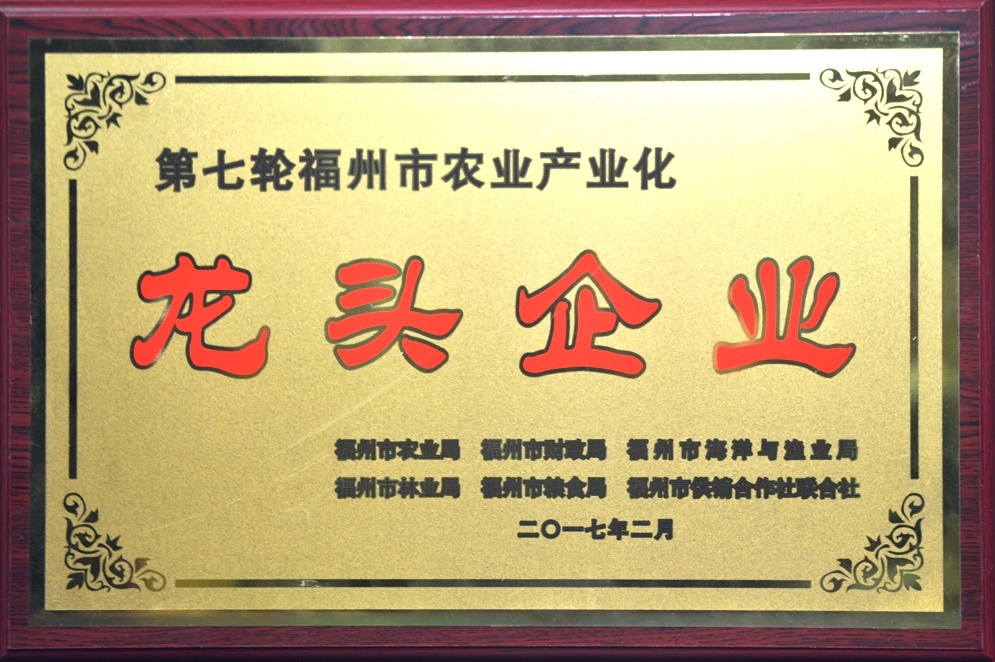 第七轮福州市农业产业化
龙头企业
福州市农业局 福州市财政局 福州市海洋与渔业局
福州市林业局 福州市粮食局 福州市供销合作社联合社
二〇一七年二月